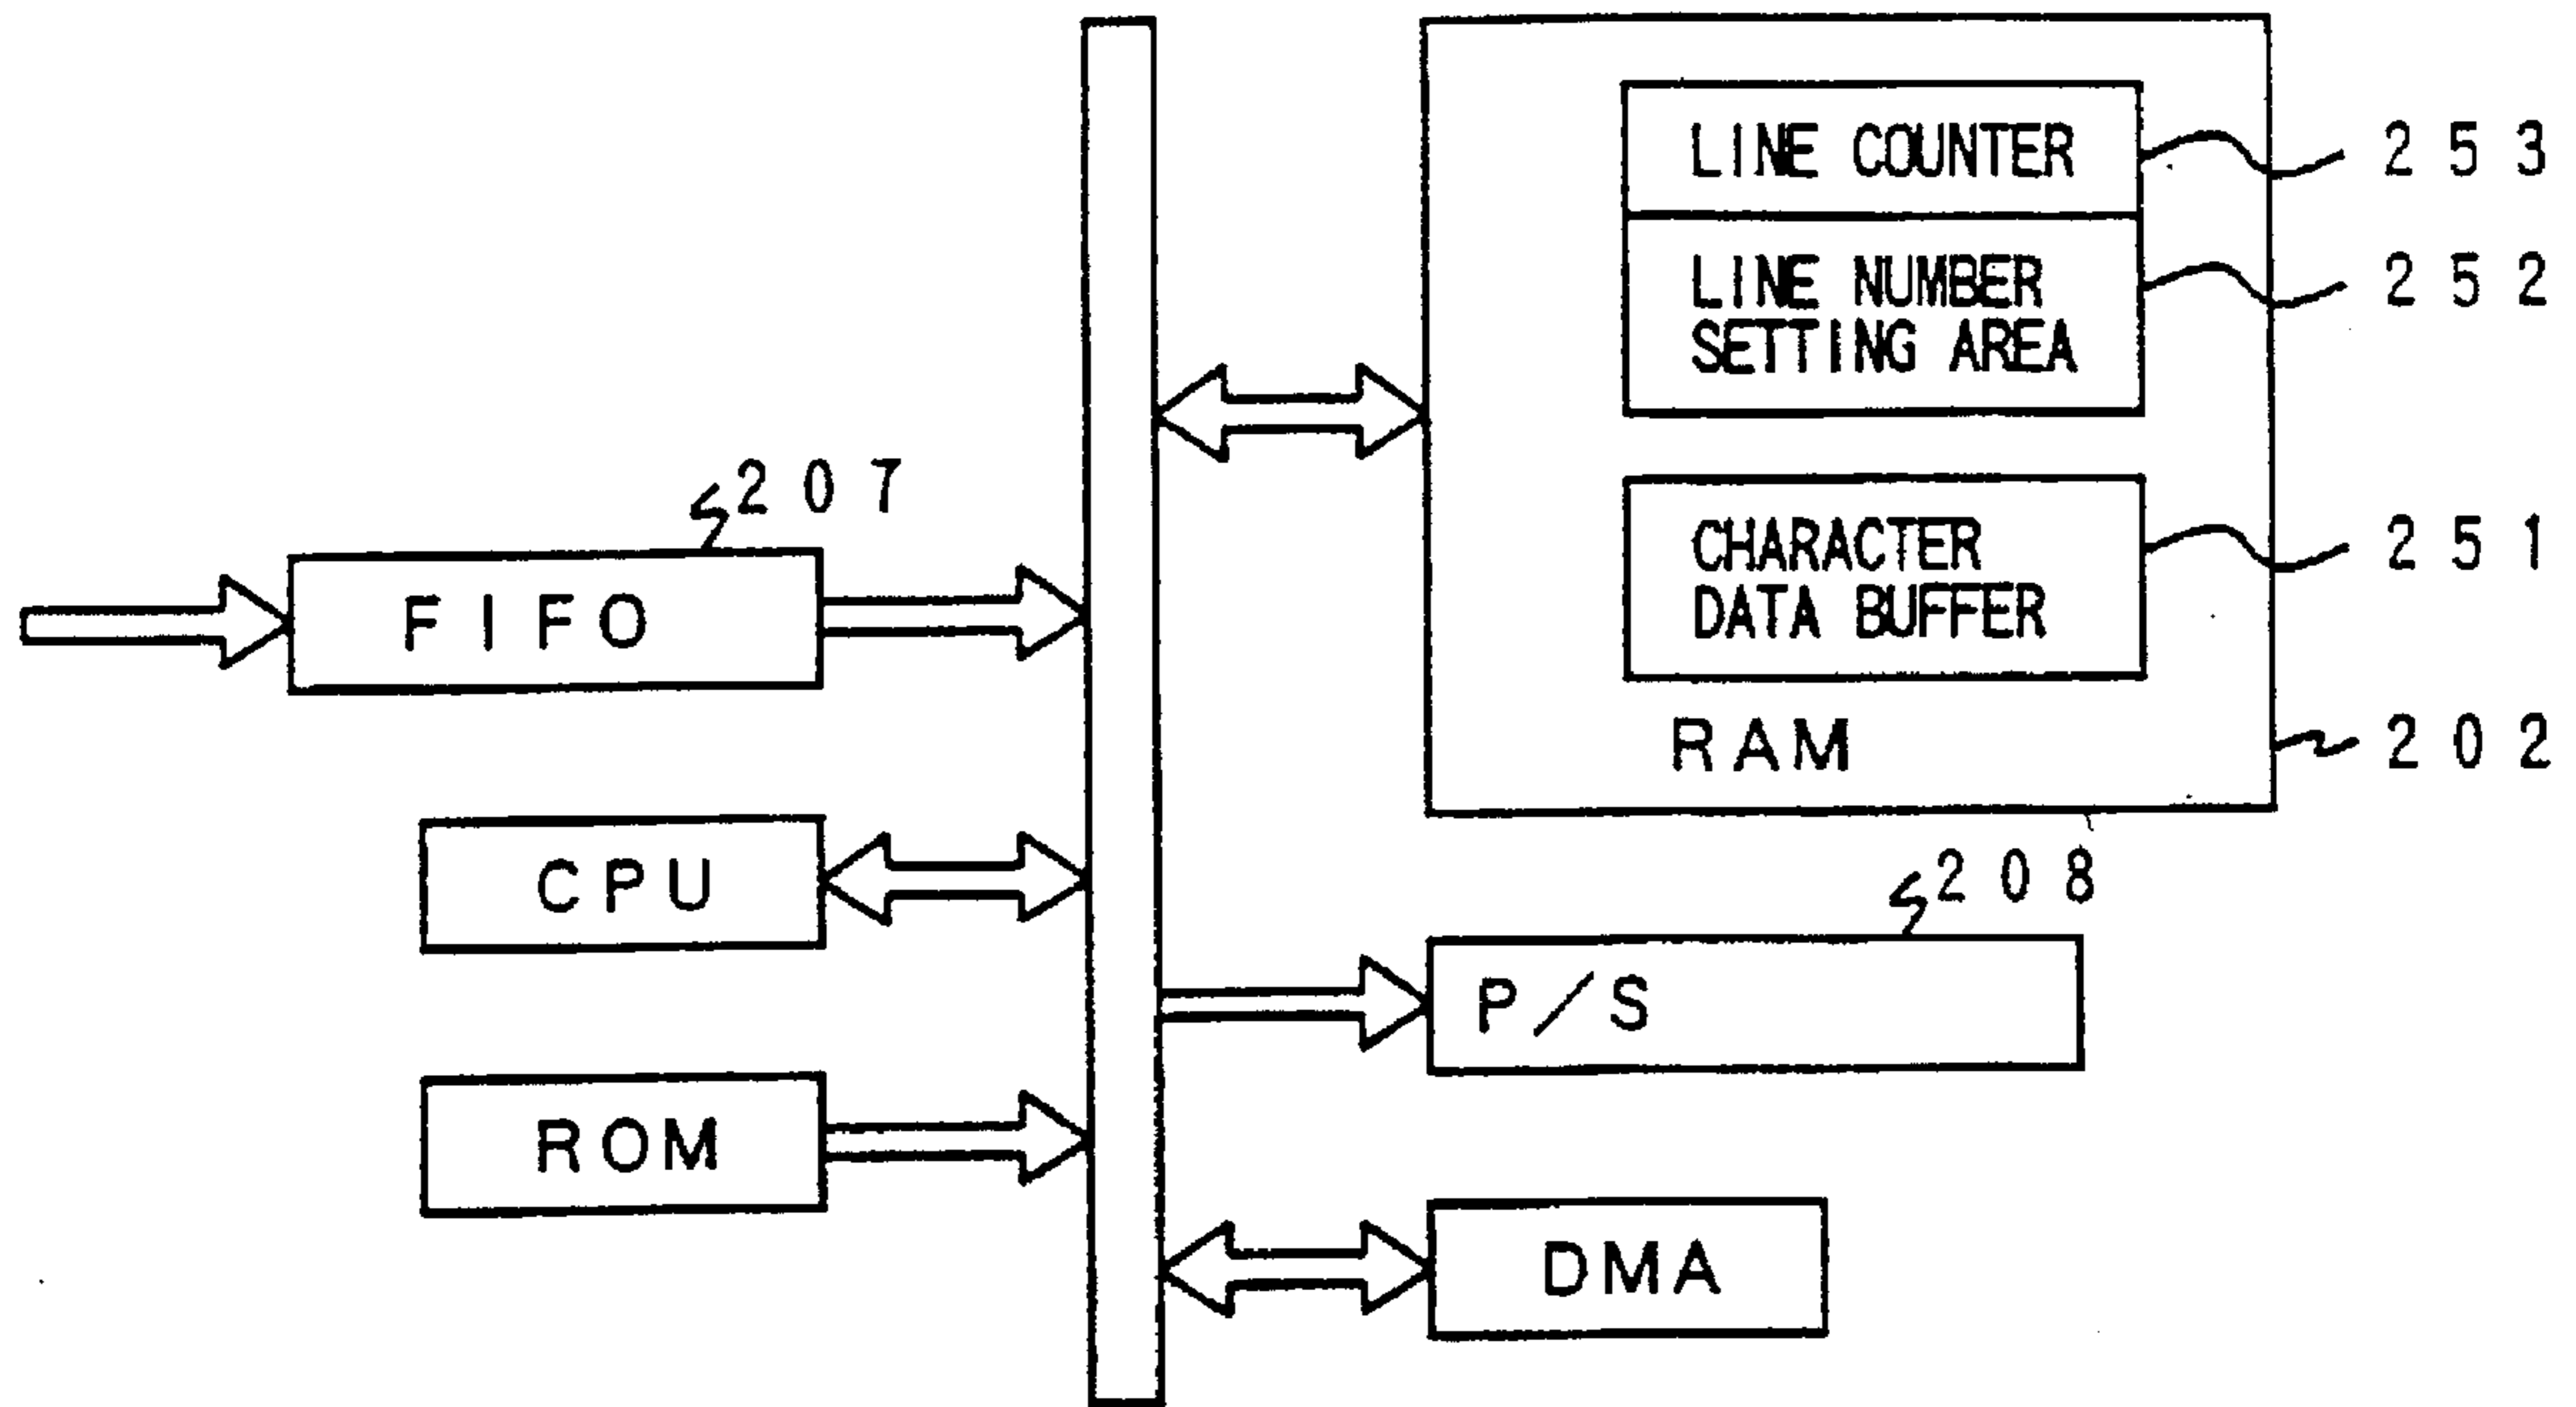 LINE COUNTER
253
LINE NUMBER
SETTING AREA
252
207
FIFO
CHARACTER
DATA BUFFER
251
RAM
202
CPU
208
P/S
ROM
DMA